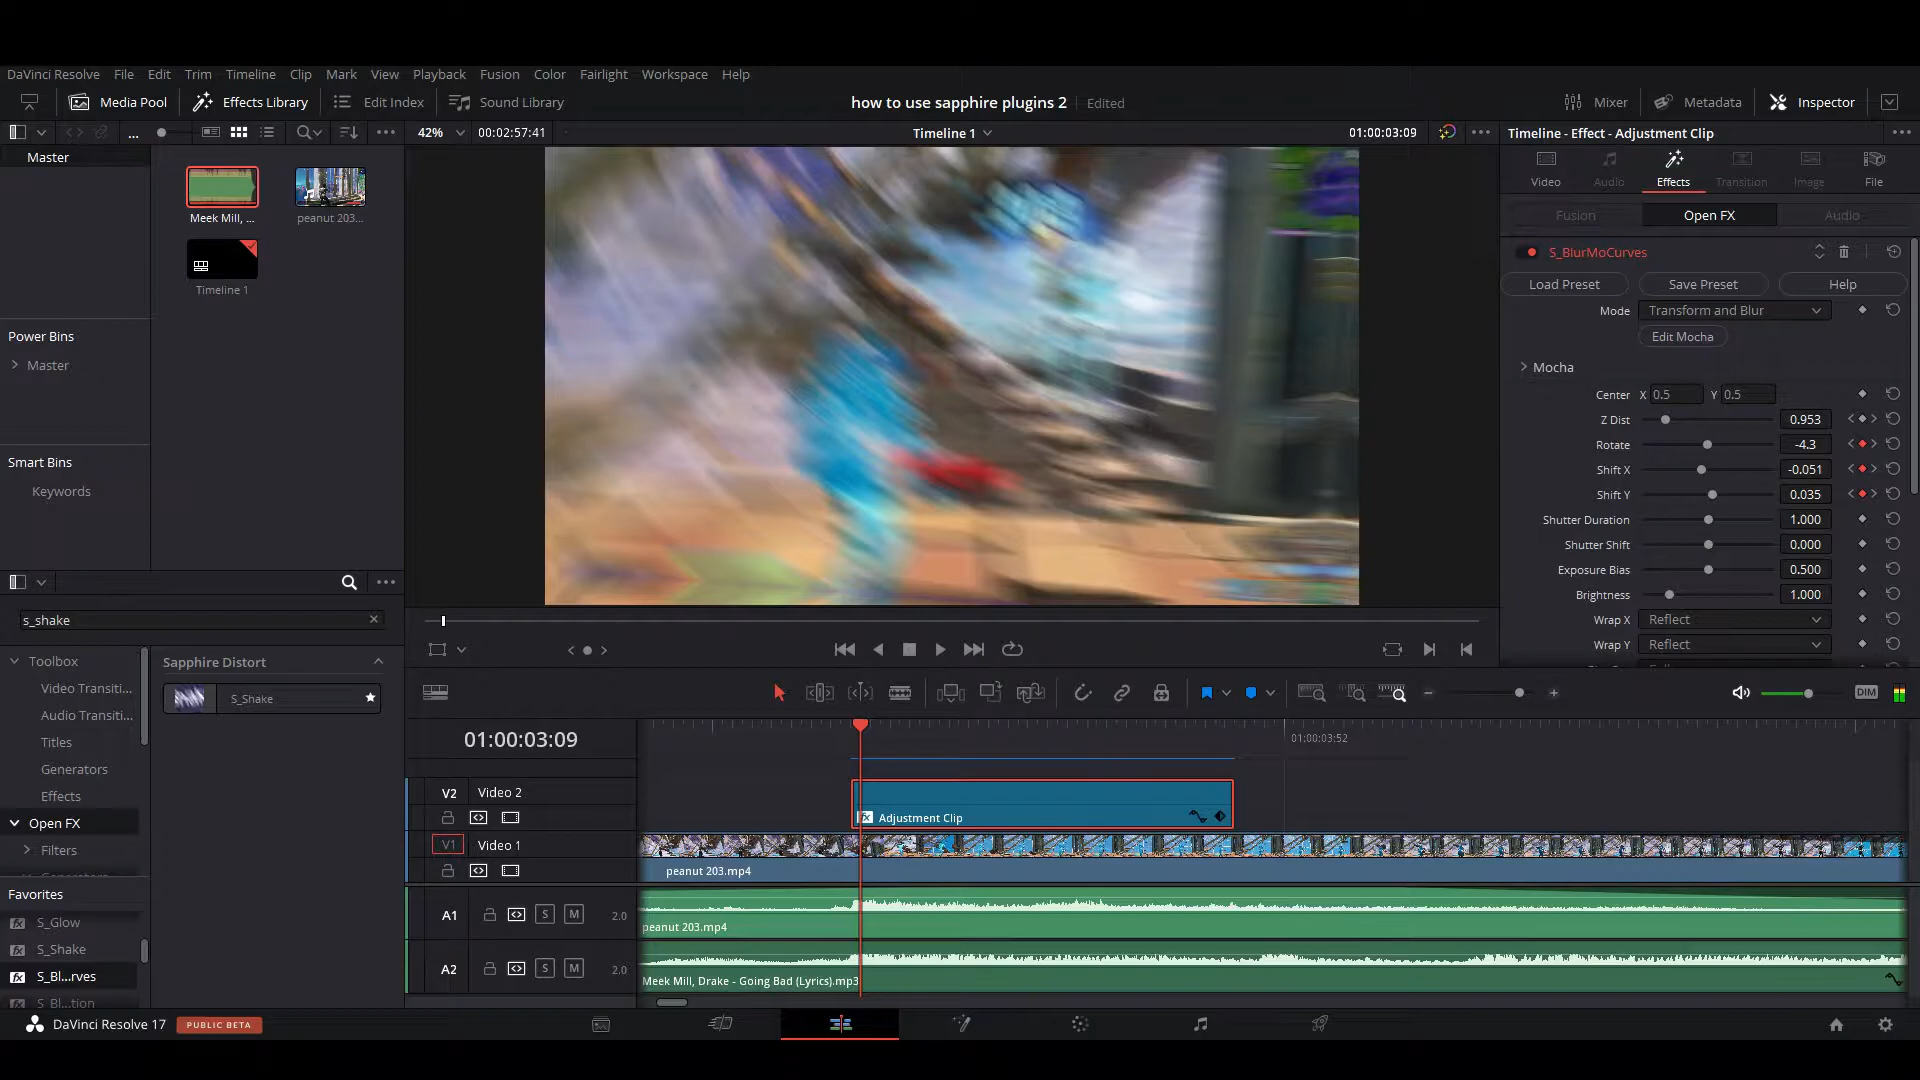 DaVinci Resolve File Edit Trim Timeline Clip Mark View Playback Fusion Color Fairlight Workspace Help
Media Pool Effects Library Edit Index Sound Library how to use sapphire plugins 2 Edited Mixer Metadata Inspector
... 42% 00:02:57:41 Timeline 1 01:00:03:09 Timeline - Effect - Adjustment Clip
Master
Video Audio Effects Transition Image File
Meek Mill, ... peanut 203...
Fusion Open FX Audio
S_BlurMoCurves
Timeline 1
Load Preset Save Preset Help
Mode Transform and Blur
Power Bins
Edit Mocha
Master
Mocha
Center X 0.5 Y 0.5
Z Dist 0.953
Rotate -4.3
Smart Bins
Shift X -0.051
Keywords
Shift Y 0.035
Shutter Duration 1.000
Shutter Shift 0.000
Exposure Bias 0.500
Brightness 1.000
s_shake
Wrap X Reflect
Wrap Y Reflect
Toolbox
Sapphire Distort
Video Transiti...
S_Shake
DIM
Audio Transiti...
Titles
01:00:03:09
01:00:03:52
Generators
Effects
V2 Video 2
Open FX
fx Adjustment Clip
Filters
V1 Video 1
peanut 203.mp4
Favorites
S_Glow
A1 S M 2.0
peanut 203.mp4
S_Shake
S_Bl...rves
A2 S M 2.0
Meek Mill, Drake - Going Bad (Lyrics).mp3
S_Bl...tion
DaVinci Resolve 17 PUBLIC BETA